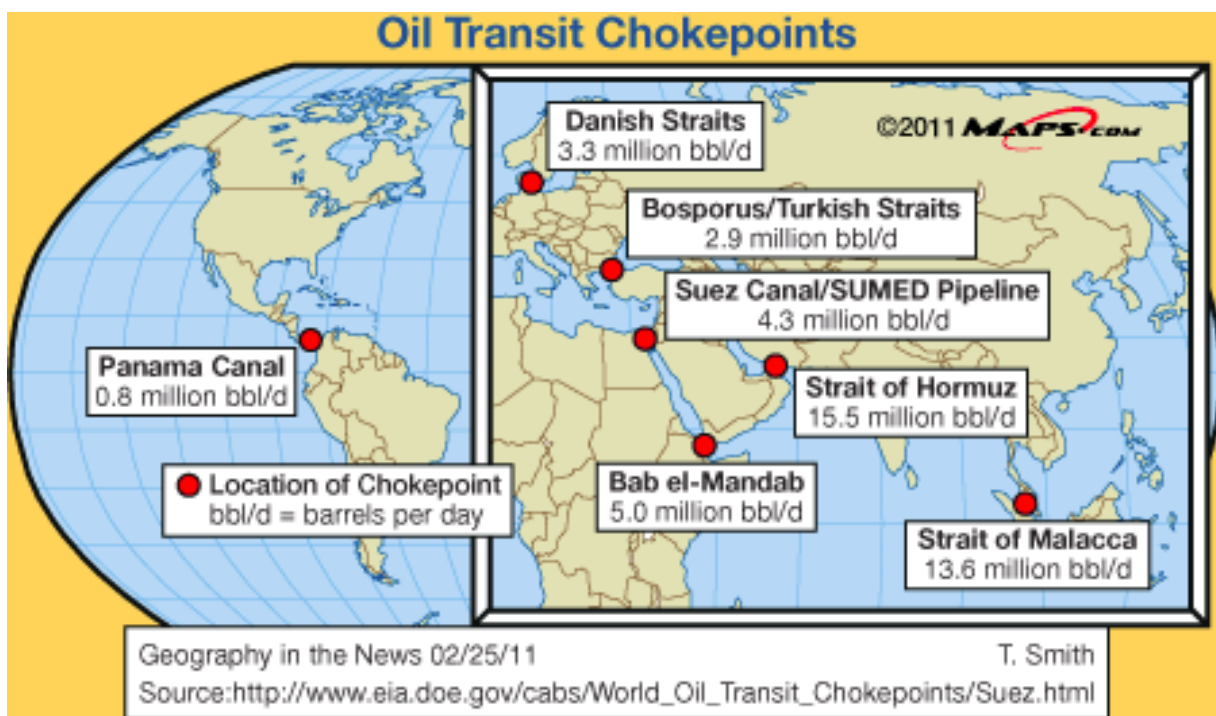 Oil Transit Chokepoints
©2011 MAPS.COM
Danish Straits
3.3 million bbl/d
Bosporus/Turkish Straits
2.9 million bbl/d
Suez Canal/SUMED Pipeline
4.3 million bbl/d
Panama Canal
0.8 million bbl/d
Strait of Hormuz
15.5 million bbl/d
Location of Chokepoint
bbl/d = barrels per day
Bab el-Mandab
5.0 million bbl/d
Strait of Malacca
13.6 million bbl/d
Geography in the News 02/25/11 T. Smith
Source:http://www.eia.doe.gov/cabs/World_Oil_Transit_Chokepoints/Suez.html